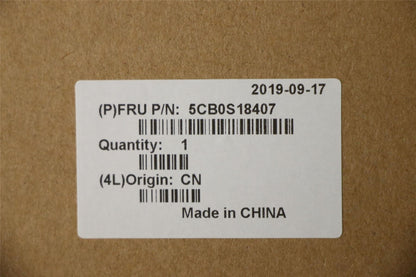 2019-09-17
(P)FRU P/N: 5CB0S18407
Quantity: 1
(4L)Origin: CN
Made in CHINA